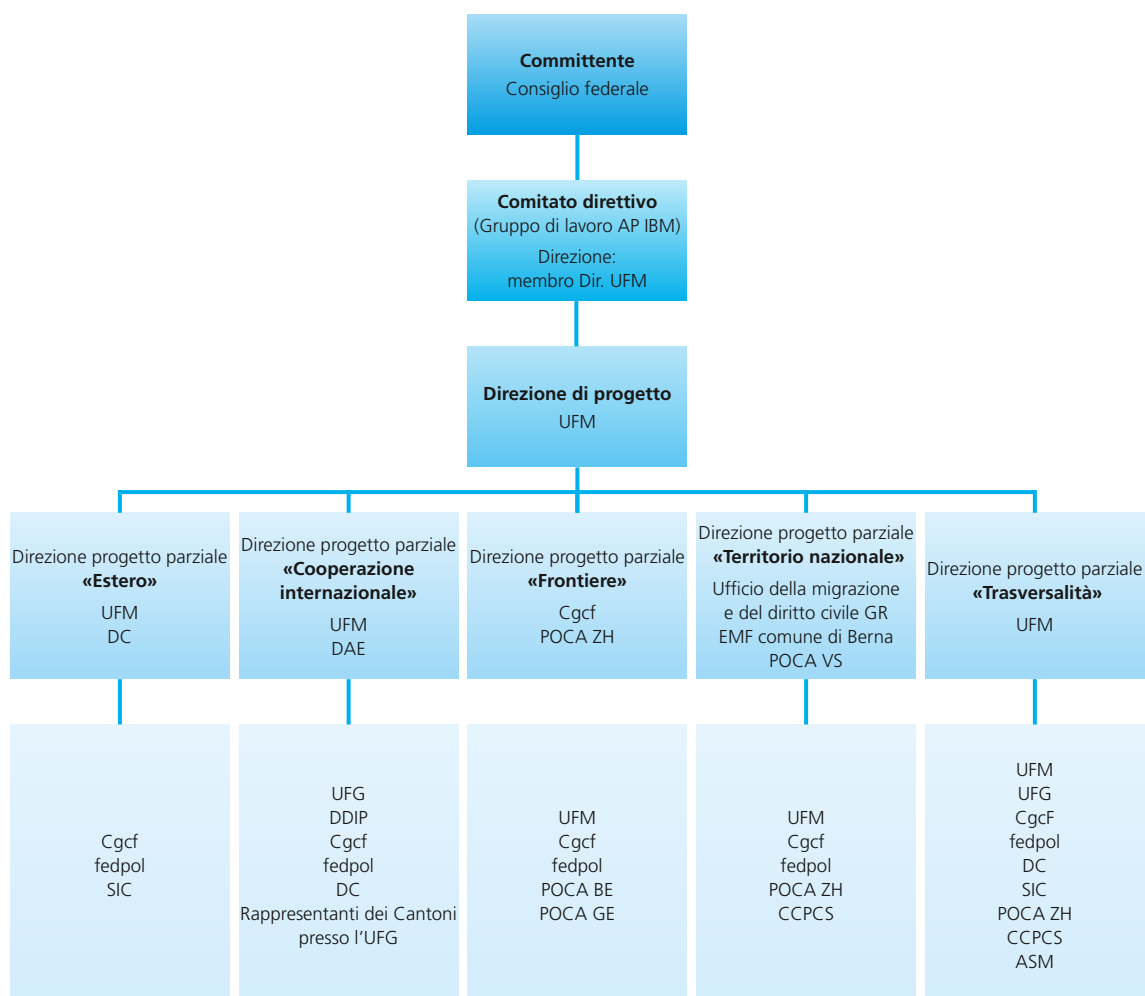 Committente
Consiglio federale
Comitato direttivo
(Gruppo di lavoro AP IBM)
Direzione:
membro Dir. UFM
Direzione di progetto
UFM
Direzione progetto parziale
«Estero»
UFM
DC
Direzione progetto parziale
«Cooperazione
internazionale»
UFM
DAE
Direzione progetto parziale
«Frontiere»
Cgcf
POCA ZH
Direzione progetto parziale
«Territorio nazionale»
Ufficio della migrazione
e del diritto civile GR
EMF comune di Berna
POCA VS
Direzione progetto parziale
«Trasversalità»
UFM
Cgcf
fedpol
SIC
UFG
DDIP
Cgcf
fedpol
DC
Rappresentanti dei Cantoni
presso l'UFG
UFM
Cgcf
fedpol
POCA BE
POCA GE
UFM
Cgcf
fedpol
POCA ZH
CCPCS
UFM
UFG
CgcF
fedpol
DC
SIC
POCA ZH
CCPCS
ASM